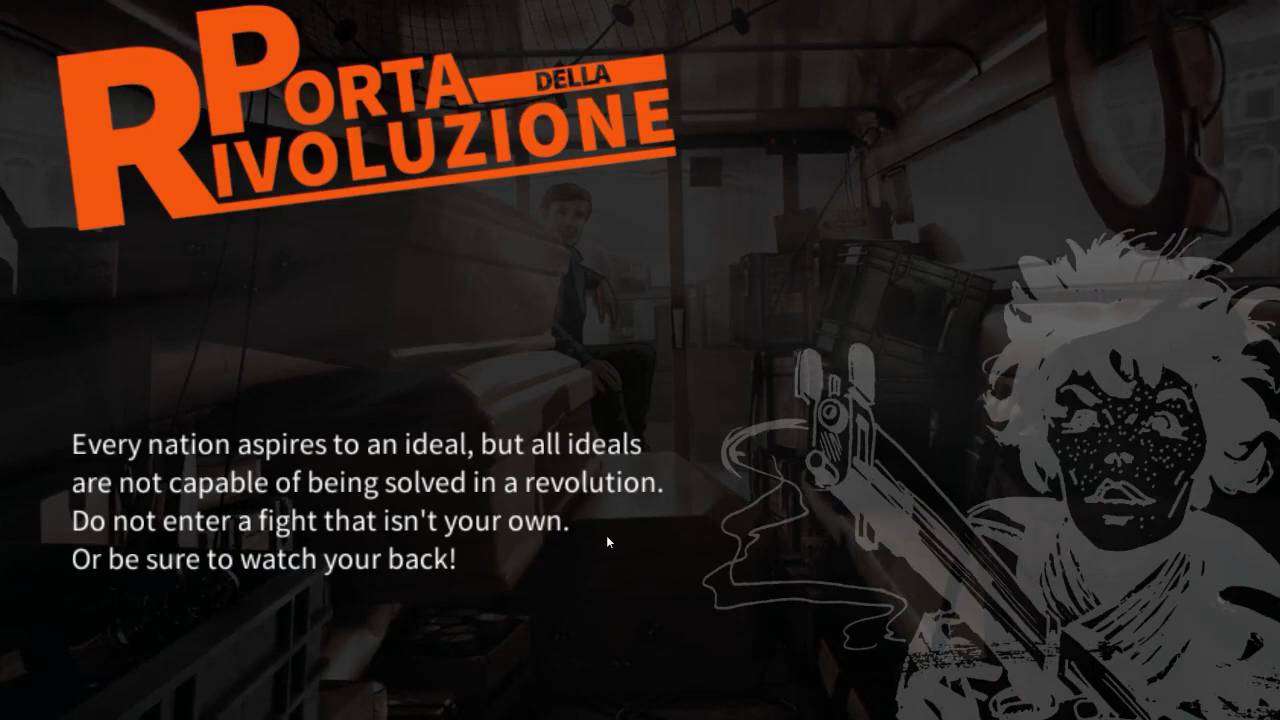 PORTA DELLA
RIVOLUZIONE
Every nation aspires to an ideal, but all ideals
are not capable of being solved in a revolution.
Do not enter a fight that isn't your own.
Or be sure to watch your back!